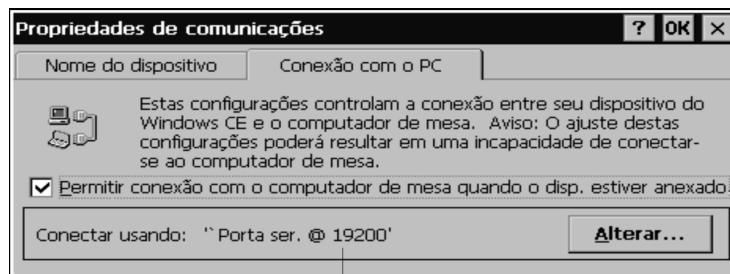 Propriedades de comunicações ? OK ×
Nome do dispositivo Conexão com o PC
Estas configurações controlam a conexão entre seu dispositivo do
Windows CE e o computador de mesa. Aviso: O ajuste destas
configurações poderá resultar em uma incapacidade de conectar-
se ao computador de mesa.
Permitir conexão com o computador de mesa quando o disp. estiver anexado.
Conectar usando: '`Porta ser. @ 19200' Alterar...